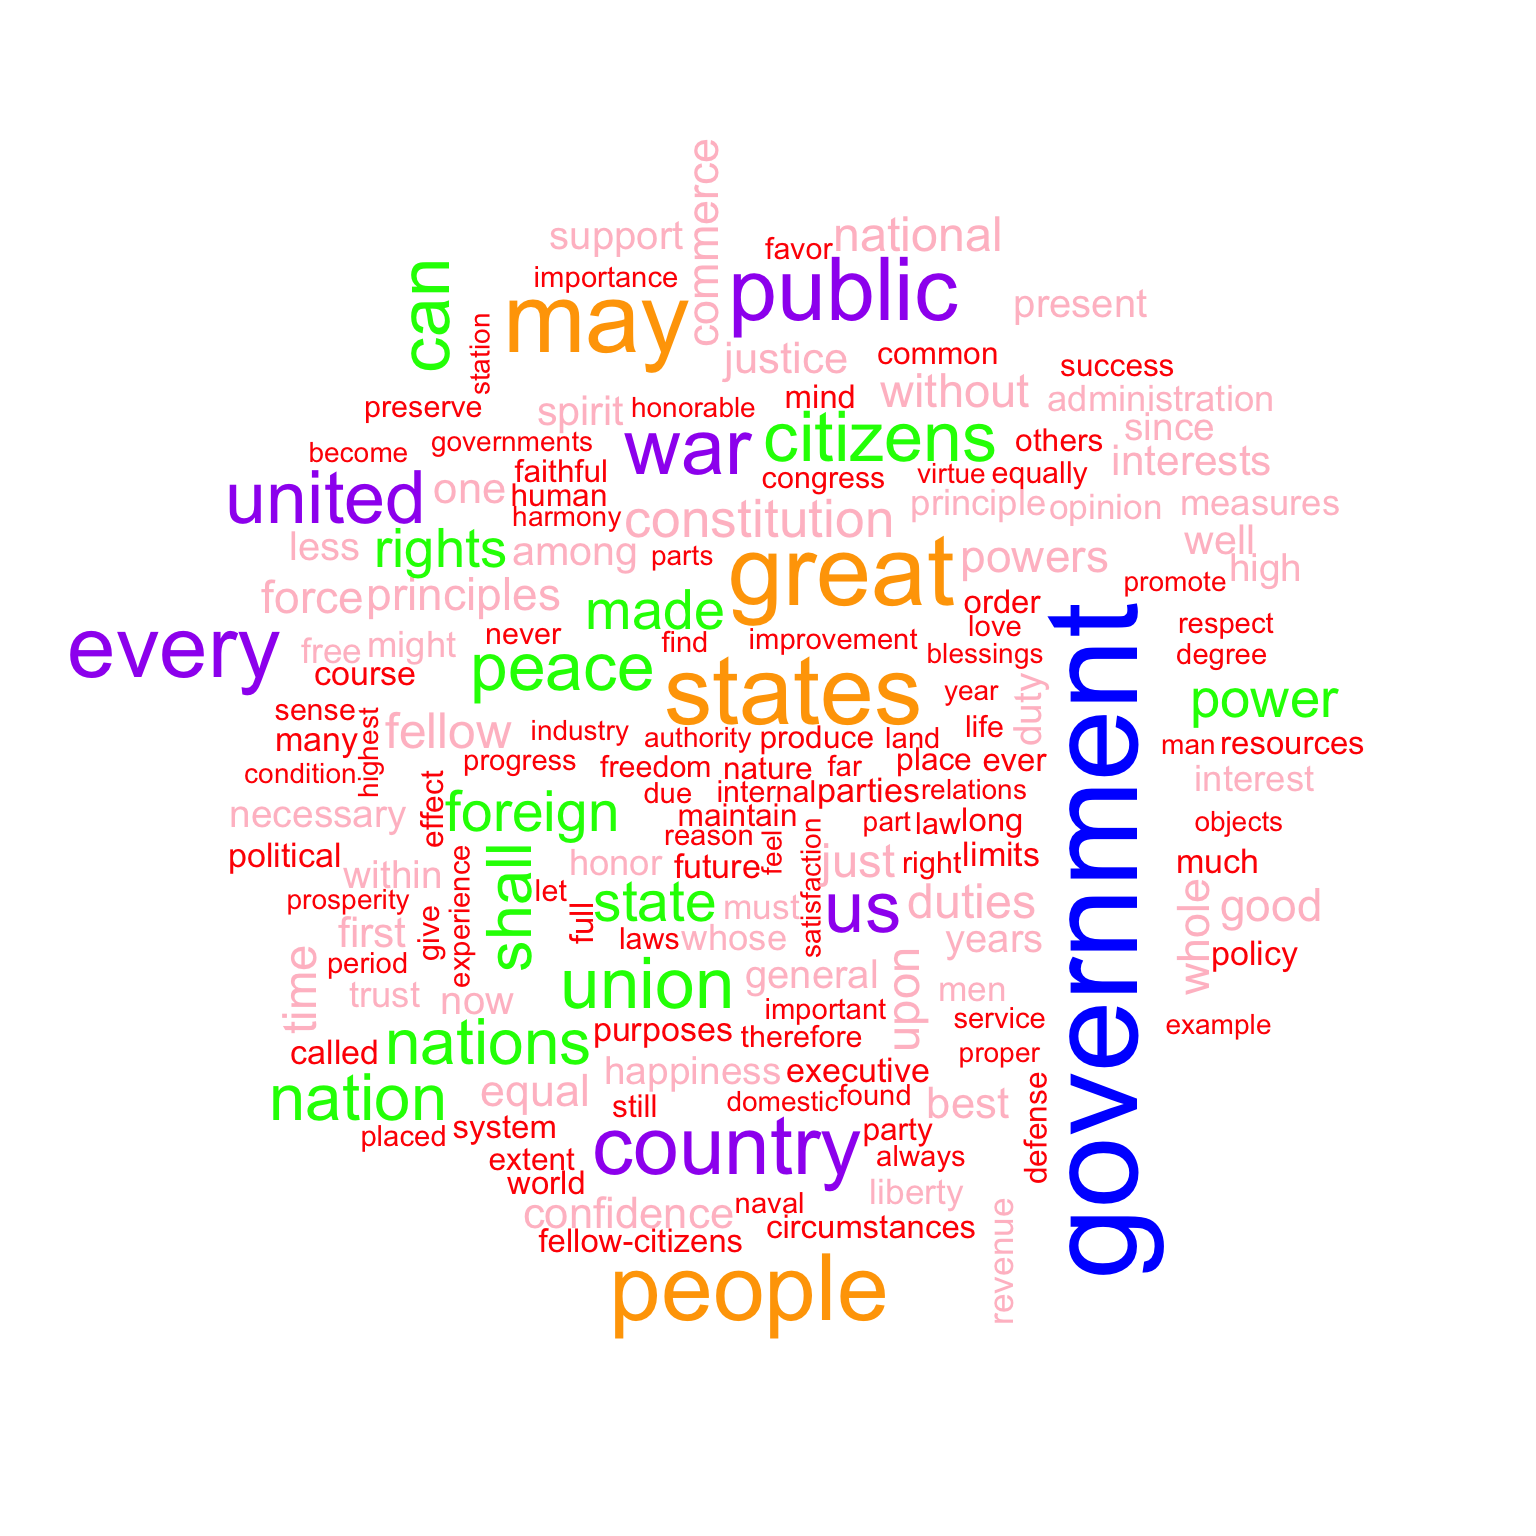 commerce
support
national
favor
can
importance
public
may
present
station
justice
common
success
preserve
spirit
honorable
mind
without
administration
become
governments
war
citizens
others
since
interests
united
one
faithful
human
harmony
congress
virtue
equally
constitution
principle
opinion
measures
less
rights
among
parts
great
powers
well
high
promote
force
principles
made
order
respect
every
free
might
never
find
improvement
love
blessings
degree
government
course
peace
states
year
duty
power
sense
many
highest
fellow
industry
authority
produce
land
life
man
resources
condition
progress
freedom
nature
far
place
ever
interest
necessary
effect
foreign
due
internal
parties
relations
maintain
part
law
long
objects
political
within
experience
shall
honor
reason
future
feel
satisfaction
just
right
limits
much
prosperity
let
full
state
must
us
duties
whole
good
first
give
laws
whose
years
policy
period
time
trust
now
union
general
upon
men
important
service
example
called
nations
purposes
therefore
proper
nation
equal
happiness
executive
still
domestic
found
best
defense
placed
system
country
party
extent
always
world
liberty
confidence
naval
revenue
fellow-citizens
circumstances
people